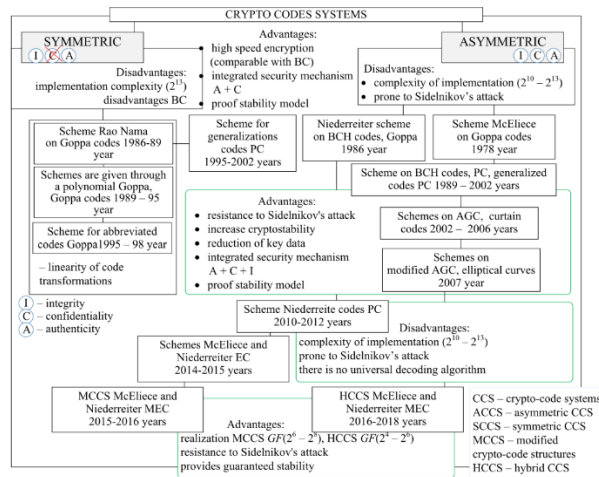 CRYPTO CODES SYSTEMS
SYMMETRIC
I C A
Disadvantages:
implementation complexity (2^13)
disadvantages BC
Advantages:
• high speed encryption
(comparable with BC)
• integrated security mechanism
A + C
• proof stability model
ASYMMETRIC
I C A
Disadvantages:
• complexity of implementation (2^10 – 2^13)
• prone to Sidelnikov's attack
Scheme Rao Nama
on Goppa codes 1986-89
year
Scheme for
generalizations
codes PC
1995-2002 years
Niederreiter scheme
on BCH codes, Goppa
1986 year
Scheme McEliece
on Goppa codes
1978 year
Schemes are given through
a polynomial Goppa,
Goppa codes 1989 – 95
year
Scheme on BCH codes, PC, generalized
codes PC 1989 – 2002 years
Scheme for abbreviated
codes Goppa1995 – 98 year
– linearity of code
transformations
Advantages:
• resistance to Sidelnikov's attack
• increase cryptostability
• reduction of key data
• integrated security mechanism
A + C + I
• proof stability model
Schemes on AGC, curtain
codes 2002 – 2006 years
Schemes on
modified AGC, elliptical curves
2007 year
I – integrity
C – confidentiality
A – authenticity
Scheme Niederreite codes PC
2010-2012 years
Disadvantages:
complexity of implementation (2^10 – 2^13)
prone to Sidelnikov's attack
there is no universal decoding algorithm
Schemes McEliece and
Niederreiter EC
2014-2015 years
MCCS McEliece and
Niederreiter MEC
2015-2016 years
HCCS McEliece and
Niederreiter MEC
2016-2018 years
Advantages:
realization MCCS GF(2^6 – 2^8), HCCS GF(2^4 – 2^6)
resistance to Sidelnikov's attack
provides guaranteed stability
CCS – crypto-code systems
ACCS – asymmetric CCS
SCCS – symmetric CCS
MCCS – modified
crypto-code structures
HCCS – hybrid CCS